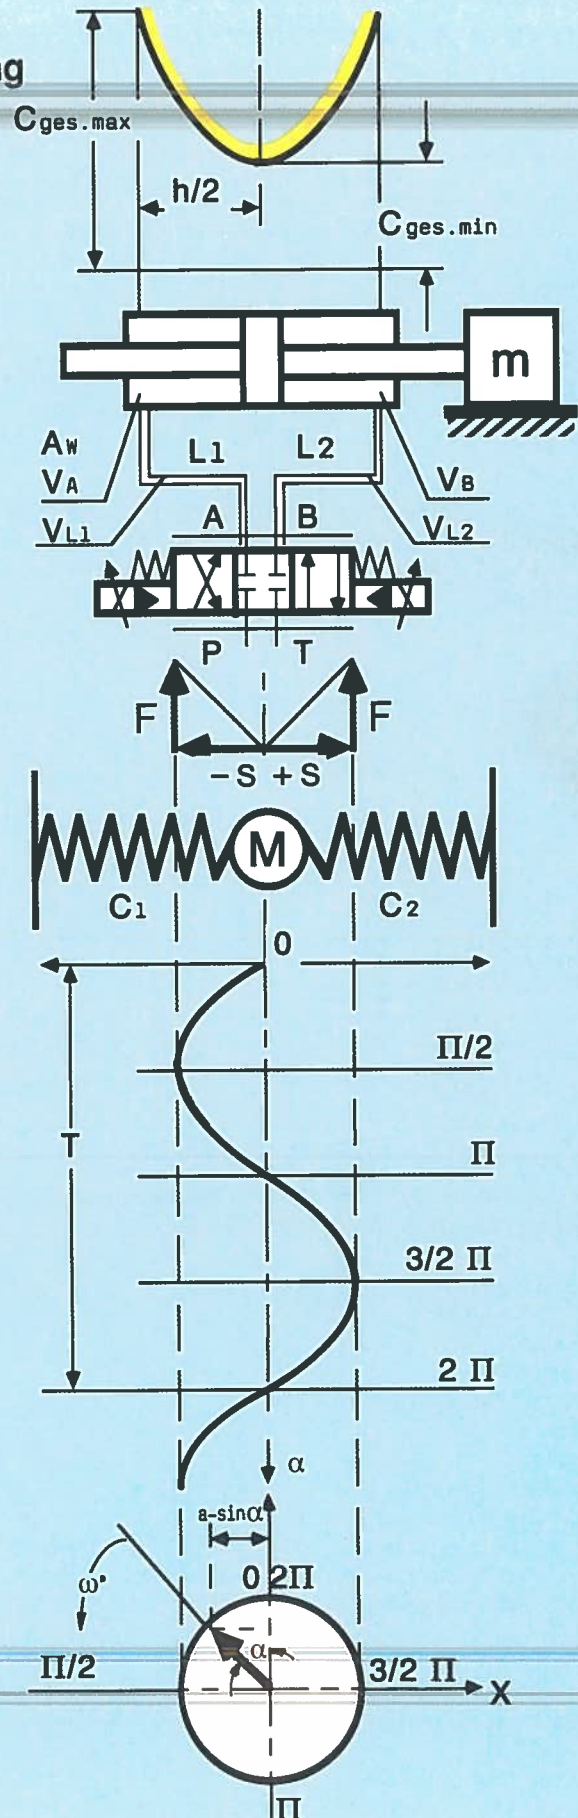 ng
Cges.max
h/2
Cges.min
m
AW
L1 L2
VA VB
VL1 A B VL2
P T
F F
-S +S
M
C1 C2
0
Π/2
T
Π
3/2 Π
2 Π
α
a-sinα
0 2Π
ω
α
Π/2 3/2 Π
X
Π